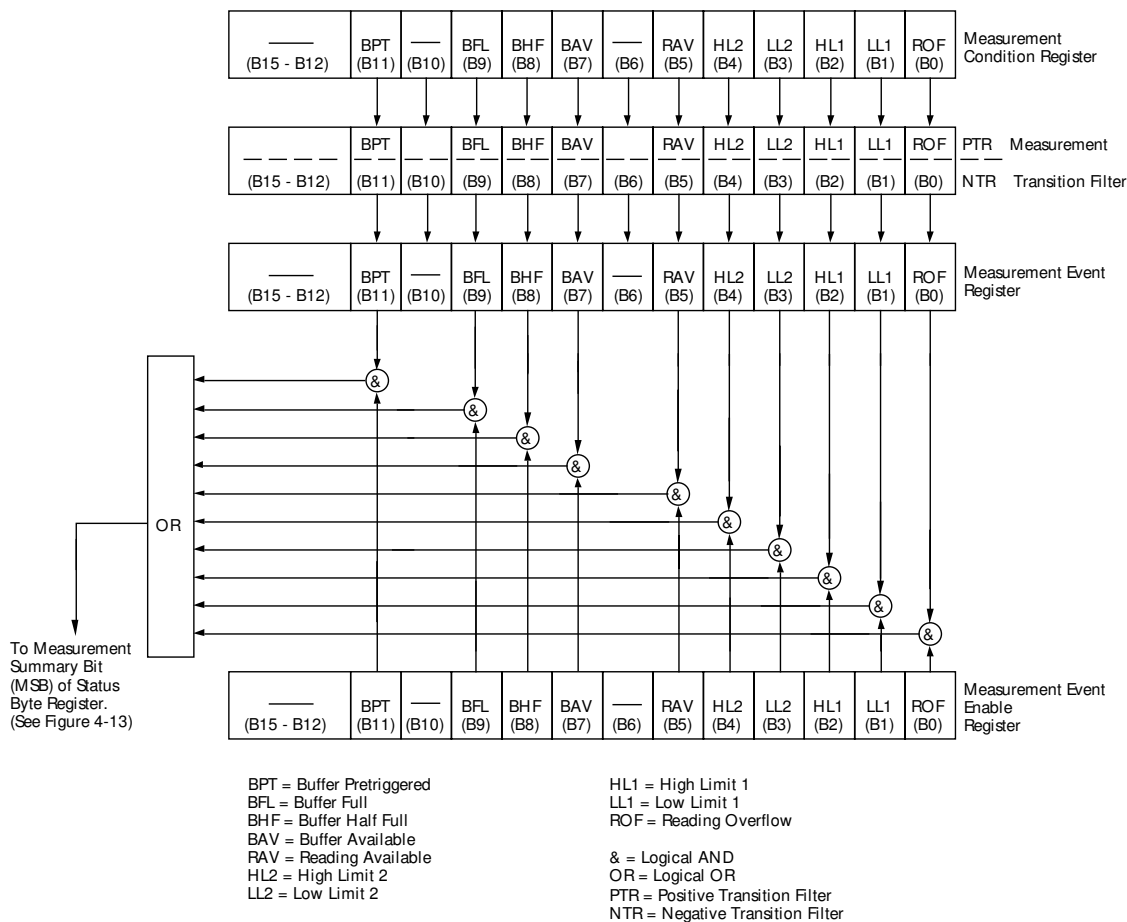 BPT BFL BHF BAV RAV HL2 LL2 HL1 LL1 ROF
(B15 - B12) (B11) (B10) (B9) (B8) (B7) (B6) (B5) (B4) (B3) (B2) (B1) (B0)
Measurement
Condition Register
BPT BFL BHF BAV RAV HL2 LL2 HL1 LL1 ROF PTR Measurement
(B15 - B12) (B11) (B10) (B9) (B8) (B7) (B6) (B5) (B4) (B3) (B2) (B1) (B0) NTR Transition Filter
BPT BFL BHF BAV RAV HL2 LL2 HL1 LL1 ROF
(B15 - B12) (B11) (B10) (B9) (B8) (B7) (B6) (B5) (B4) (B3) (B2) (B1) (B0)
Measurement Event
Register
&
&
&
&
&
&
&
&
&
&
OR
To Measurement
Summary Bit
(MSB) of Status
Byte Register.
(See Figure 4-13)
BPT BFL BHF BAV RAV HL2 LL2 HL1 LL1 ROF
(B15 - B12) (B11) (B10) (B9) (B8) (B7) (B6) (B5) (B4) (B3) (B2) (B1) (B0)
Measurement Event
Enable
Register
BPT = Buffer Pretriggered
BFL = Buffer Full
BHF = Buffer Half Full
BAV = Buffer Available
RAV = Reading Available
HL2 = High Limit 2
LL2 = Low Limit 2
HL1 = High Limit 1
LL1 = Low Limit 1
ROF = Reading Overflow
& = Logical AND
OR = Logical OR
PTR = Positive Transition Filter
NTR = Negative Transition Filter